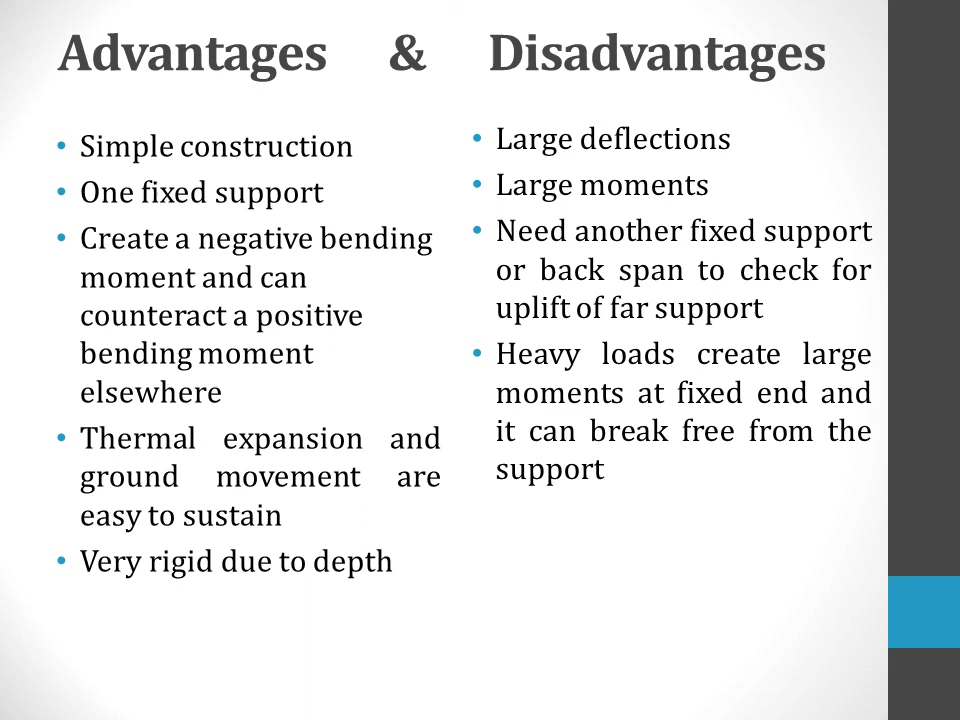 Advantages & Disadvantages
• Simple construction
• One fixed support
• Create a negative bending
moment and can
counteract a positive
bending moment
elsewhere
• Thermal expansion and
ground movement are
easy to sustain
• Very rigid due to depth
• Large deflections
• Large moments
• Need another fixed support
or back span to check for
uplift of far support
• Heavy loads create large
moments at fixed end and
it can break free from the
support